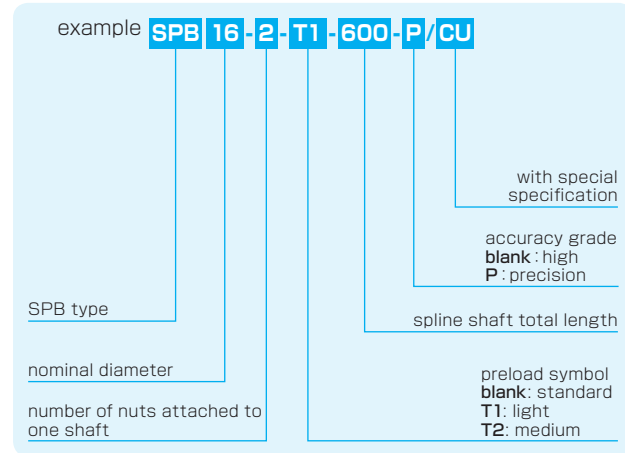 example SPB 16-2-T1-600-P/CU
with special
specification
accuracy grade
blank : high
P : precision
SPB type
spline shaft total length
nominal diameter
preload symbol
blank: standard
T1: light
T2: medium
number of nuts attached to
one shaft